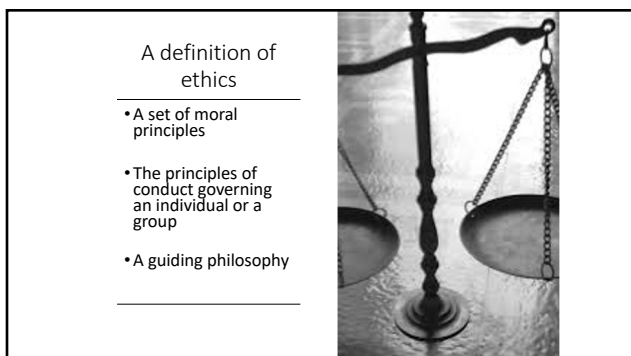 A definition of
ethics
•A set of moral
principles
•The principles of
conduct governing
an individual or a
group
•A guiding philosophy